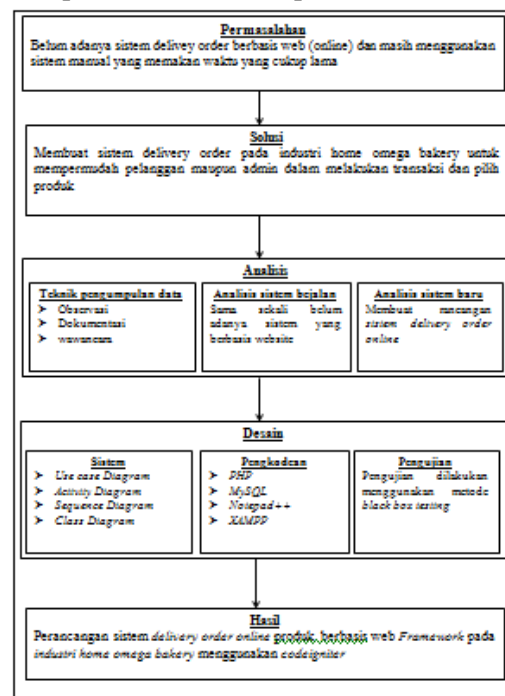 Permasalahan
Belum adanya sistem delivey order berbasis web (online) dan masih menggunakan
sistem manual yang memakan waktu yang cukup lama
Solusi
Membuat sistem delivery order pada industri home omega bakery untuk
mempermudah pelanggan maupun admin dalam melakukan transaksi dan pilih
produk
Analisis
Teknik pengumpulan data
➤ Observasi
➤ Dokumentasi
➤ wawancara
Analisis sistem bejalan
Sama sekali belum
adanya sistem yang
berbasis website
Analisis sistem baru
Membuat rancangan
sistem delivery order
online
Desain
Sistem
➤ Use case Diagram
➤ Activity Diagram
➤ Sequence Diagram
➤ Class Diagram
Pengkodean
➤ PHP
➤ MySQL
➤ Notepad++
➤ XAMPP
Pengujian
Pengujian dilakukan
menggunakan metode
black box testing
Hasil
Perancangan sistem delivery order online produk berbasis web Framework pada
industri home omega bakery menggunakan codeigniter